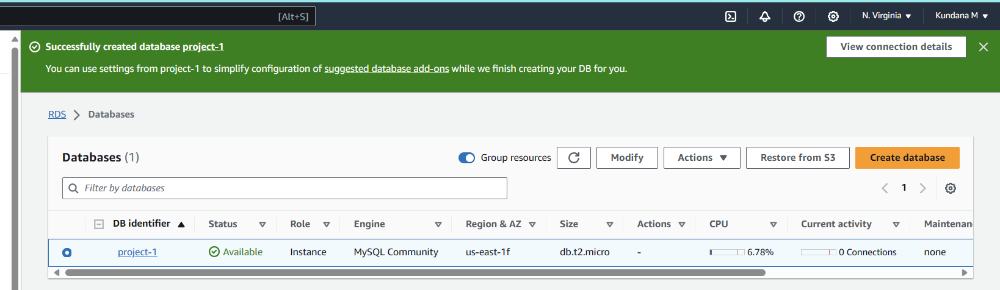 [Alt+S] N. Virginia Kundana M
Successfully created database project-1 View connection details
You can use settings from project-1 to simplify configuration of suggested database add-ons while we finish creating your DB for you.
RDS Databases
Databases (1) Group resources Modify Actions Restore from S3 Create database
Filter by databases 1
DB identifier Status Role Engine Region & AZ Size Actions CPU Current activity Maintenan
project-1 Available Instance MySQL Community us-east-1f db.t2.micro - 6.78% 0 Connections none